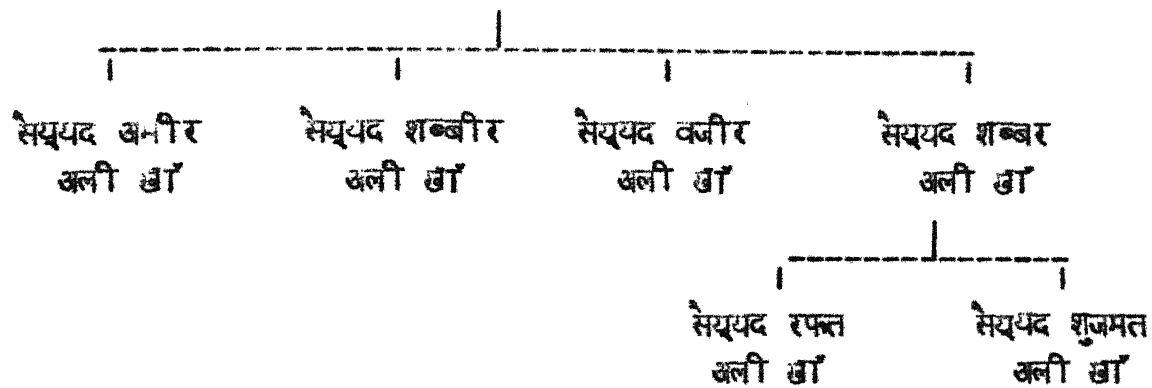 सैय्यद अमीर
अली खाँ
सैय्यद शब्बीर
अली खाँ
सैय्यद वजीर
अली खाँ
सैय्यद शब्बर
अली खाँ
सैय्यद रफत
अली खाँ
सैय्यद शुजमत
अली खाँ